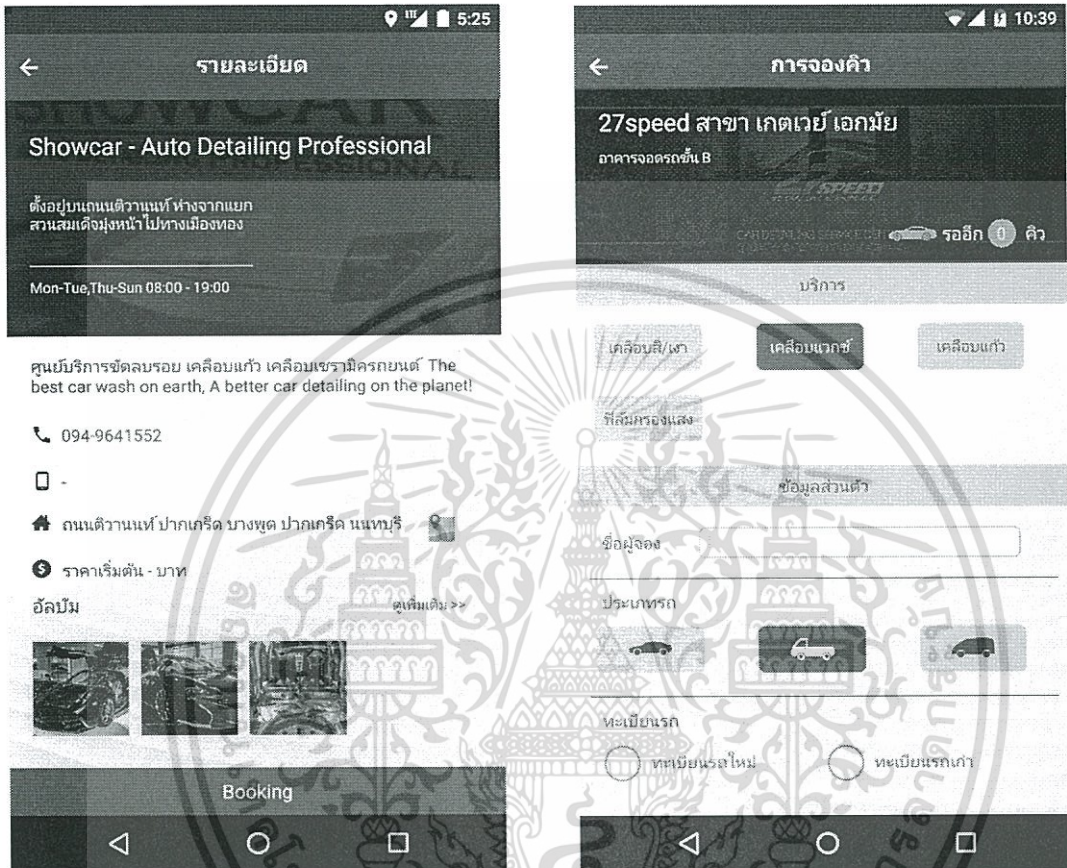 5:25
รายละเอียด
SHOWCAR
Showcar - Auto Detailing Professional
ตั้งอยู่บนถนนติวานนท์ ห่างจากแยก
สวนสมเด็จมุ่งหน้าไปทางเมืองทอง
Mon-Tue,Thu-Sun 08:00 - 19:00
ศูนย์บริการขัดลบรอย เคลือบแก้ว เคลือบเซรามิครถยนต์ The
best car wash on earth, A better car detailing on the planet!
094-9641552
-
ถนนติวานนท์ ปากเกร็ด บางพูด ปากเกร็ด นนทบุรี
ราคาเริ่มต้น - บาท
อัลบั้ม
ดูเพิ่มเติม >>
Booking
10:39
การจองคิว
27speed สาขา เกตเวย์ เอกมัย
อาคารจอดรถชั้น B
รออีก 0 คิว
บริการ
เคลือบสี/เงา
เคลือบแวกซ์
เคลือบแก้ว
ฟิล์มกรองแสง
ข้อมูลส่วนตัว
ชื่อผู้จอง
ประเภทรถ
ทะเบียนรถ
ทะเบียนรถใหม่
ทะเบียนรถเก่า